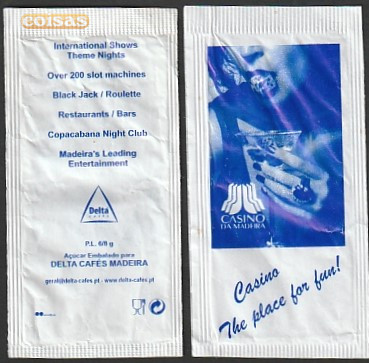 coisas
International Shows
Theme Nights
Over 200 slot machines
Black Jack / Roulette
Restaurants / Bars
Copacabana Night Club
Madeira's Leading
Entertainment
Delta
CAFÉS
P.L. 6/8 g
Açúcar Embalado para
DELTA CAFÉS MADEIRA
geral@delta-cafes.pt - www.delta-cafes.pt
CASINO
DA MADEIRA
Casino
The place for fun!